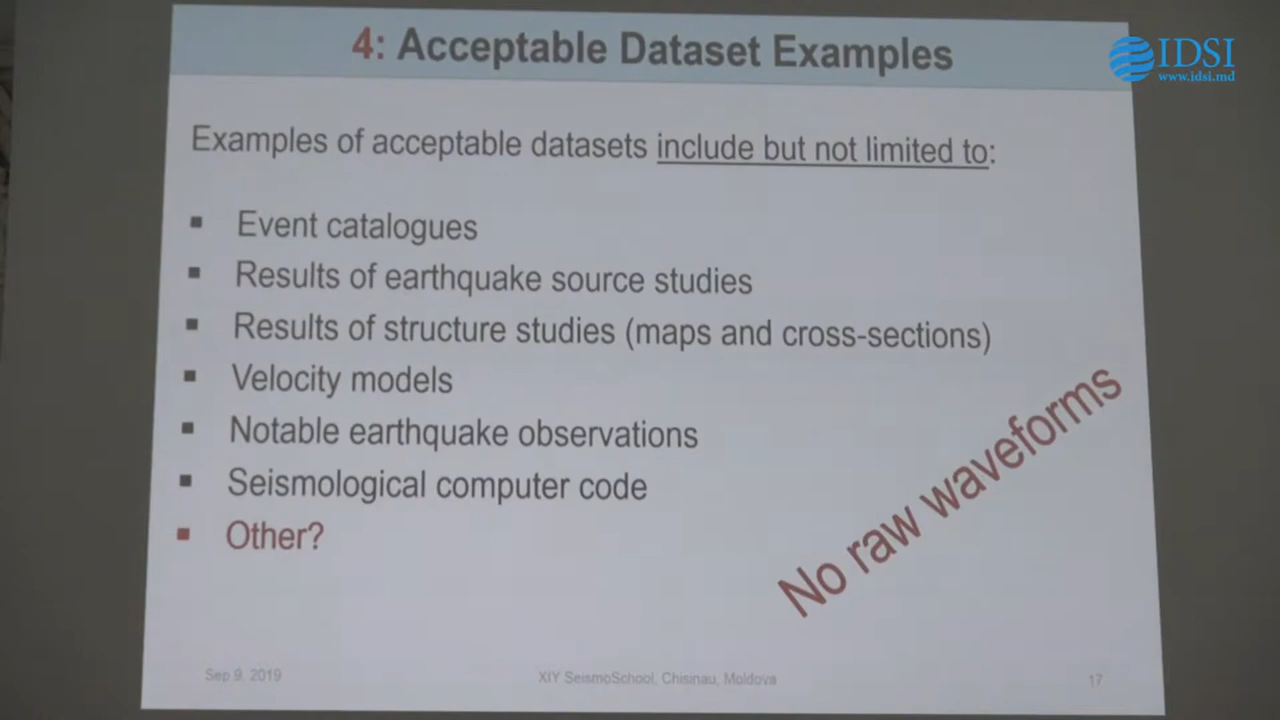 4: Acceptable Dataset Examples
IDSI
www.idsi.md
Examples of acceptable datasets include but not limited to:
▪ Event catalogues
▪ Results of earthquake source studies
▪ Results of structure studies (maps and cross-sections)
▪ Velocity models
▪ Notable earthquake observations
▪ Seismological computer code
▪ Other?
No raw waveforms
Sep 9, 2019
XIY SeismoSchool, Chisinau, Moldova
17